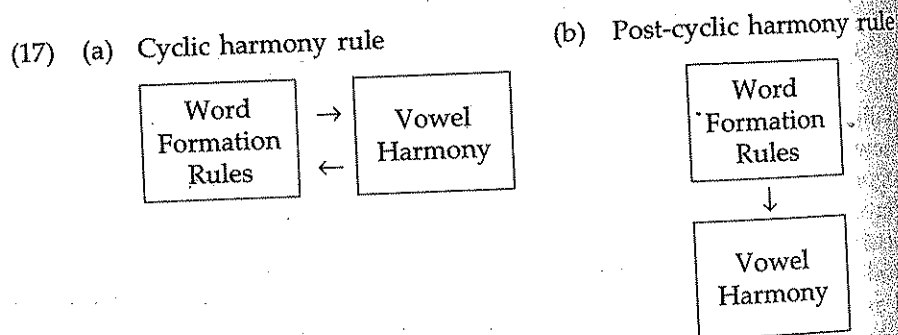 (17) (a) Cyclic harmony rule
Word
Formation
Rules
→
←
Vowel
Harmony
(b) Post-cyclic harmony rule
Word
Formation
Rules
↓
Vowel
Harmony